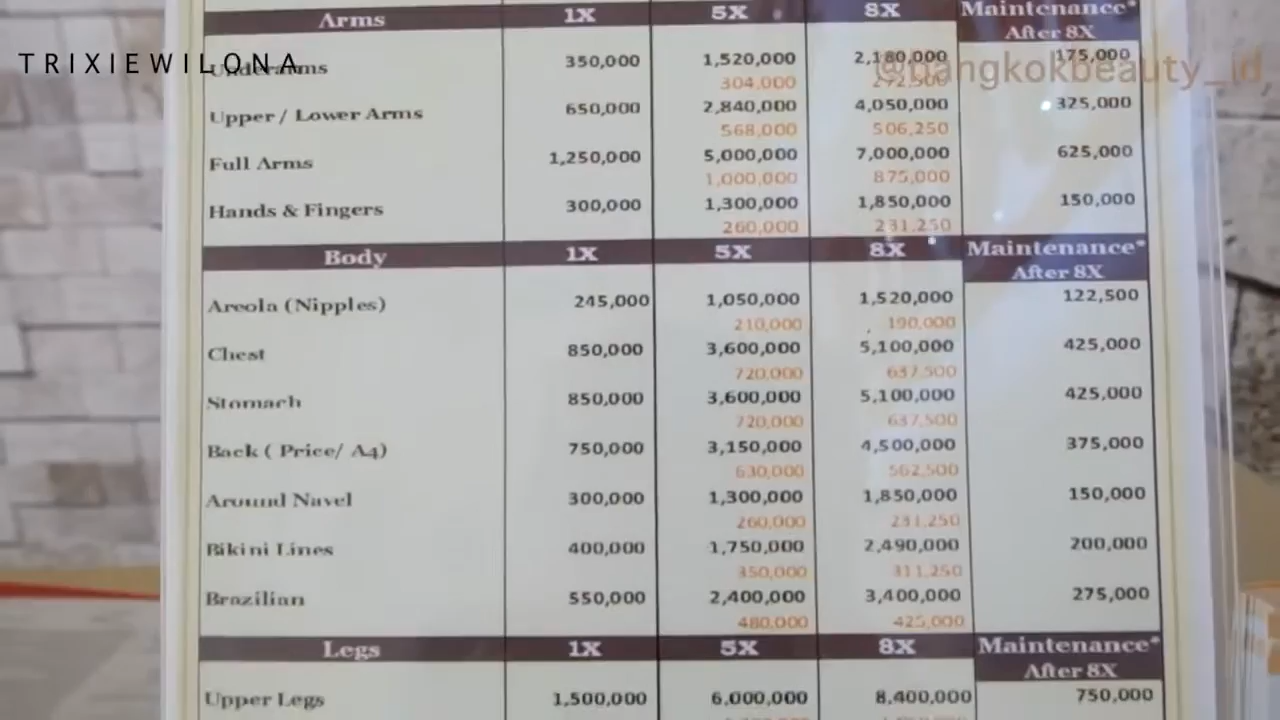 TRIXIEWILONA
@bangkokbeauty_id
Arms 1X 5X 8X Maintenance*
After 8X
Underarms 350,000 1,520,000 2,180,000 175,000
304,000 272,500
Upper / Lower Arms 650,000 2,840,000 4,050,000 325,000
568,000 506,250
Full Arms 1,250,000 5,000,000 7,000,000 625,000
1,000,000 875,000
Hands & Fingers 300,000 1,300,000 1,850,000 150,000
260,000 231,250
Body 1X 5X 8X Maintenance*
After 8X
Areola (Nipples) 245,000 1,050,000 1,520,000 122,500
210,000 190,000
Chest 850,000 3,600,000 5,100,000 425,000
720,000 637,500
Stomach 850,000 3,600,000 5,100,000 425,000
720,000 637,500
Back ( Price/ A4) 750,000 3,150,000 4,500,000 375,000
630,000 562,500
Around Navel 300,000 1,300,000 1,850,000 150,000
260,000 231,250
Bikini Lines 400,000 1,750,000 2,490,000 200,000
350,000 311,250
Brazilian 550,000 2,400,000 3,400,000 275,000
480,000 425,000
Legs 1X 5X 8X Maintenance*
After 8X
Upper Legs 1,500,000 6,000,000 8,400,000 750,000